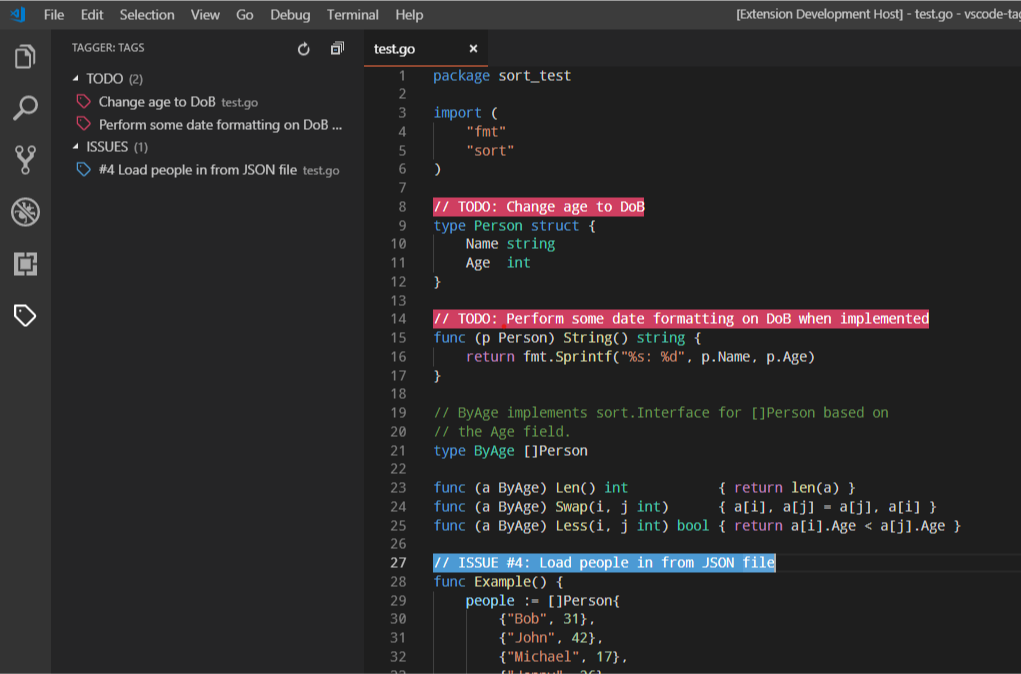 File Edit Selection View Go Debug Terminal Help [Extension Development Host] - test.go - vscode-tag
TAGGER: TAGS
TODO (2)
Change age to DoB test.go
Perform some date formatting on DoB ...
ISSUES (1)
#4 Load people in from JSON file test.go
test.go ×
1 package sort_test
2
3 import (
4 "fmt"
5 "sort"
6 )
7
8 // TODO: Change age to DoB
9 type Person struct {
10 Name string
11 Age  int
12 }
13
14 // TODO: Perform some date formatting on DoB when implemented
15 func (p Person) String() string {
16 return fmt.Sprintf("%s: %d", p.Name, p.Age)
17 }
18
19 // ByAge implements sort.Interface for []Person based on
20 // the Age field.
21 type ByAge []Person
22
23 func (a ByAge) Len() int           { return len(a) }
24 func (a ByAge) Swap(i, j int)      { a[i], a[j] = a[j], a[i] }
25 func (a ByAge) Less(i, j int) bool { return a[i].Age < a[j].Age }
26
27 // ISSUE #4: Load people in from JSON file
28 func Example() {
29 people := []Person{
30 {"Bob", 31},
31 {"John", 42},
32 {"Michael", 17},